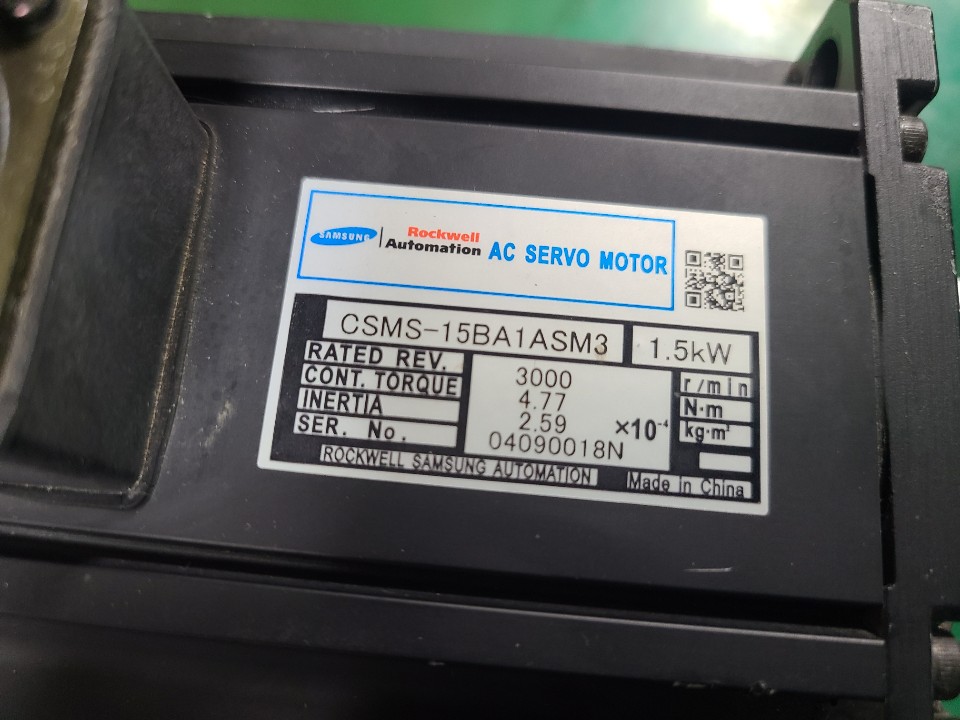 SAMSUNG | Rockwell Automation AC SERVO MOTOR
CSMS-15BA1ASM3 1.5kW
RATED REV. 3000 r/min
CONT. TORQUE 4.77 N·m
INERTIA 2.59 ×10⁻⁴ kg·m²
SER. No. 04090018N
ROCKWELL SAMSUNG AUTOMATION Made in China